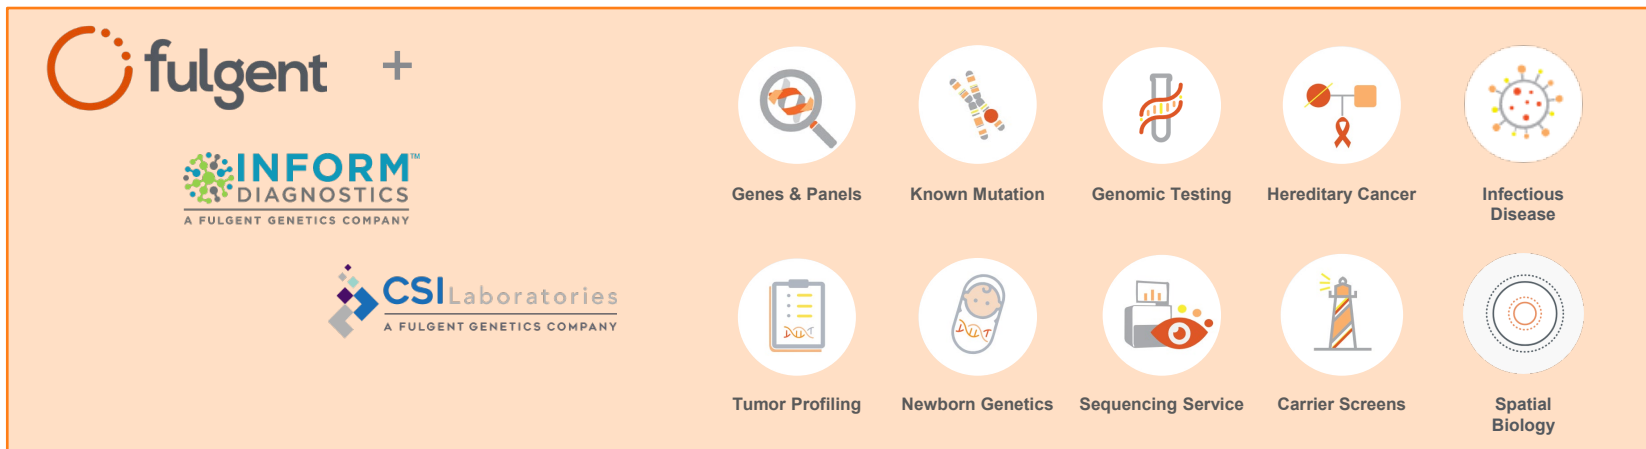 fulgent +
INFORM™
DIAGNOSTICS
A FULGENT GENETICS COMPANY
CSI Laboratories
A FULGENT GENETICS COMPANY
Genes & Panels
Known Mutation
Genomic Testing
Hereditary Cancer
Infectious
Disease
Tumor Profiling
Newborn Genetics
Sequencing Service
Carrier Screens
Spatial
Biology